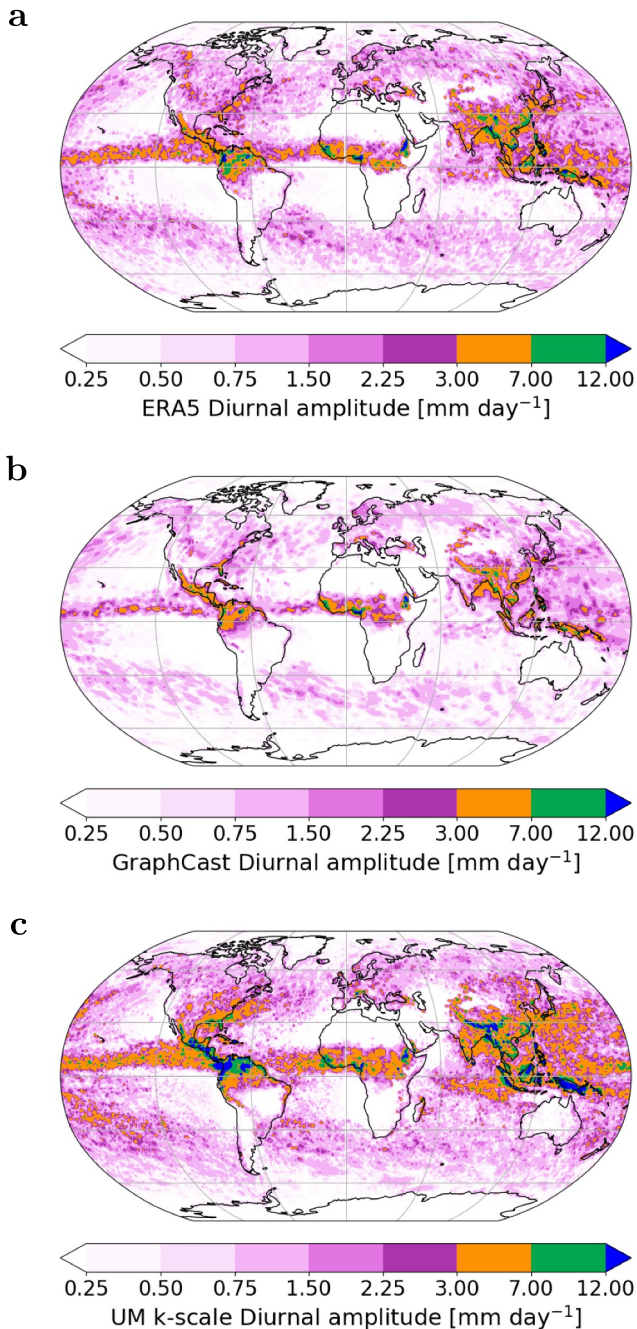 a
0.25 0.50 0.75 1.50 2.25 3.00 7.00 12.00
ERA5 Diurnal amplitude [mm day⁻¹]
b
0.25 0.50 0.75 1.50 2.25 3.00 7.00 12.00
GraphCast Diurnal amplitude [mm day⁻¹]
c
0.25 0.50 0.75 1.50 2.25 3.00 7.00 12.00
UM k-scale Diurnal amplitude [mm day⁻¹]